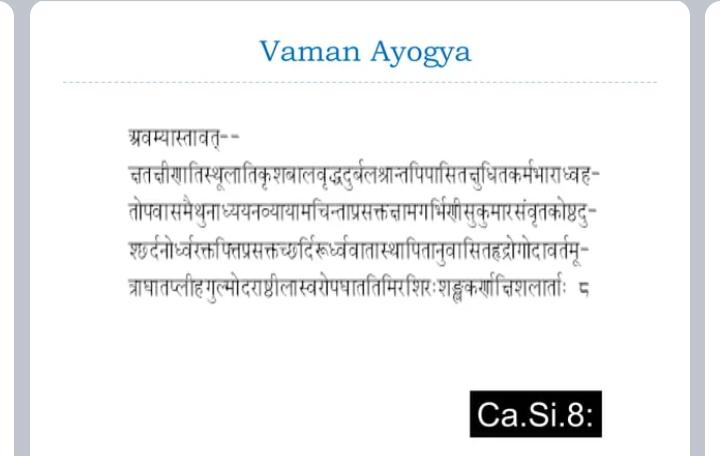 Vaman Ayogya
अवम्यास्तावत्--
क्षतक्षीणातिस्थूलातिकृशबालवृद्धदुर्बलश्रान्तपिपासितक्षुधितकर्मभाराध्वह-
तोपवासमैथुनाध्ययनव्यायामचिन्ताप्रसक्तक्षामगर्भिणीसुकुमारसंवृतकोष्ठदु-
श्छर्दनोर्ध्वरक्तपित्तप्रसक्तच्छर्दिरूर्ध्ववातास्थापितानुवासितहृद्रोगोदावर्तमू-
त्राघातप्लीहगुल्मोदराष्ठीलास्वरोपघाततिमिरशिरःशङ्खकर्णाक्षिशूलार्ताः ८
Ca.Si.8: